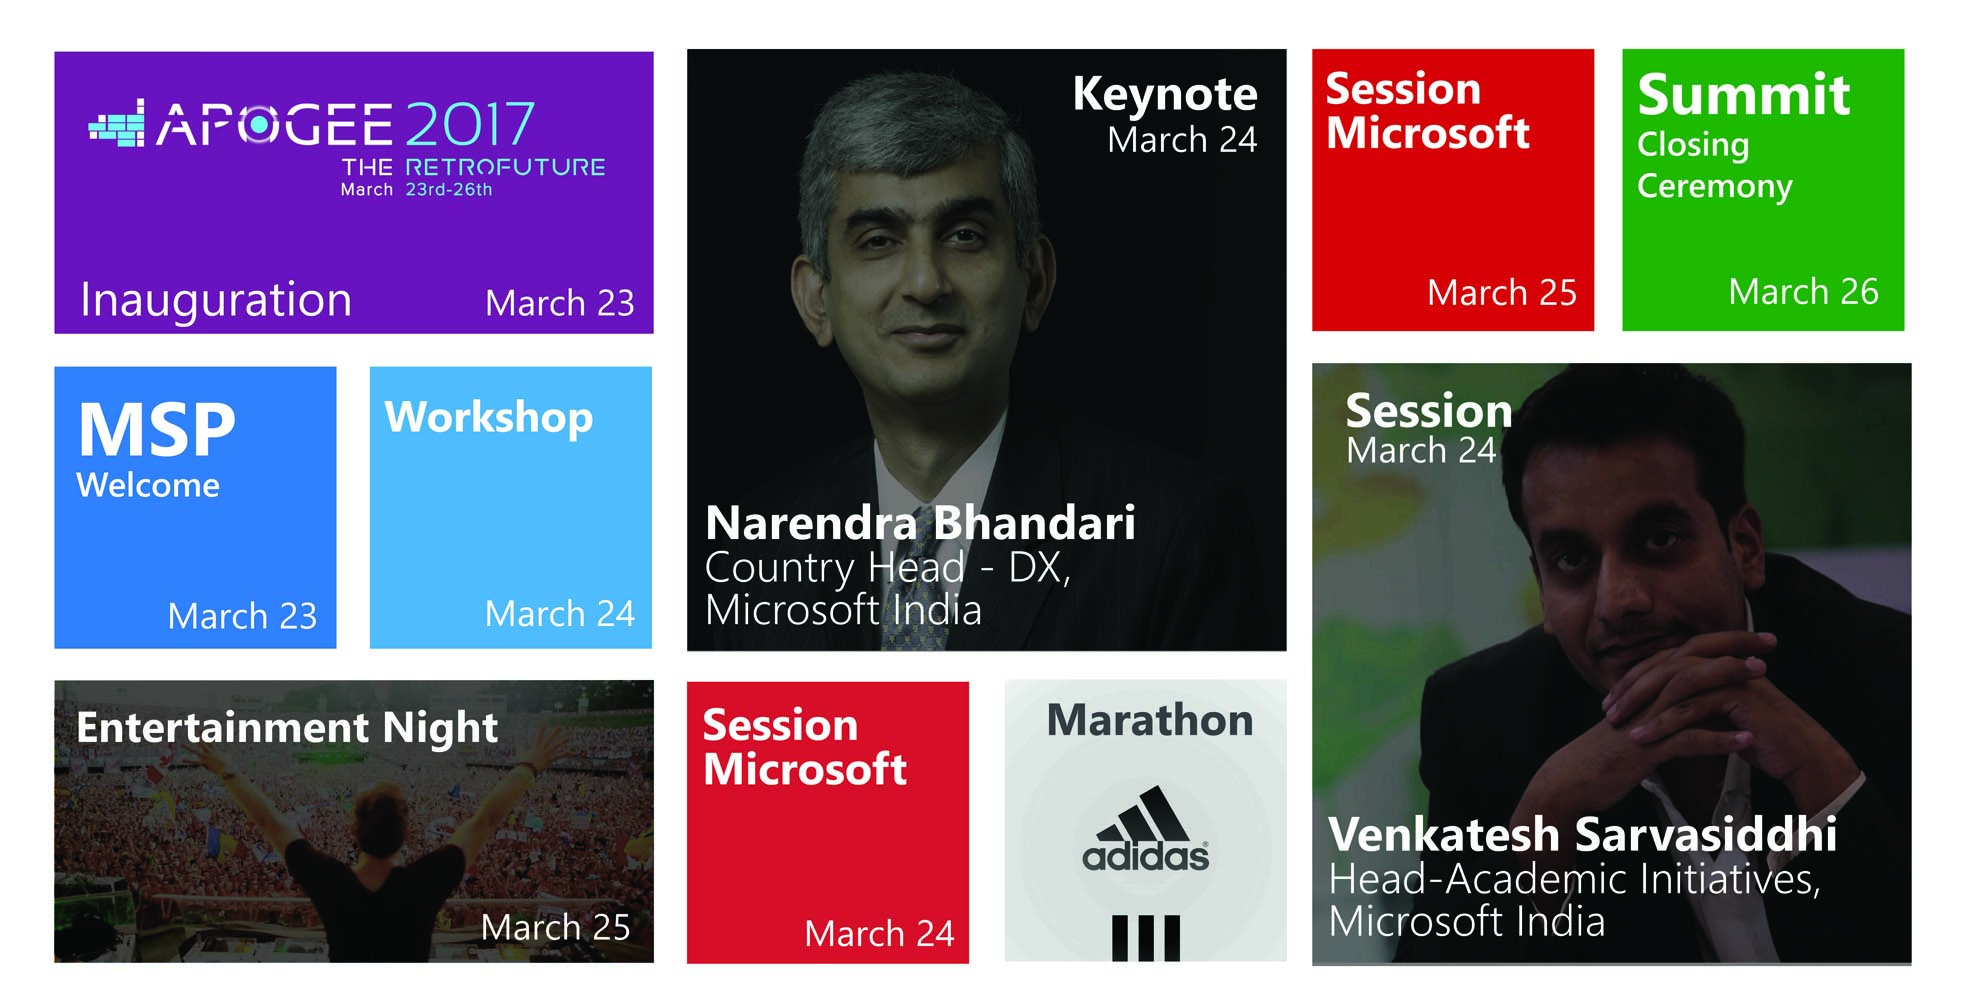 APOGEE 2017
THE RETROFUTURE
March 23rd-26th
Inauguration March 23
MSP
Welcome
March 23
Workshop
March 24
Entertainment Night
March 25
Keynote
March 24
Narendra Bhandari
Country Head - DX,
Microsoft India
Session
Microsoft
March 24
Marathon
adidas®
Session
Microsoft
March 25
Summit
Closing
Ceremony
March 26
Session
March 24
Venkatesh Sarvasiddhi
Head-Academic Initiatives,
Microsoft India